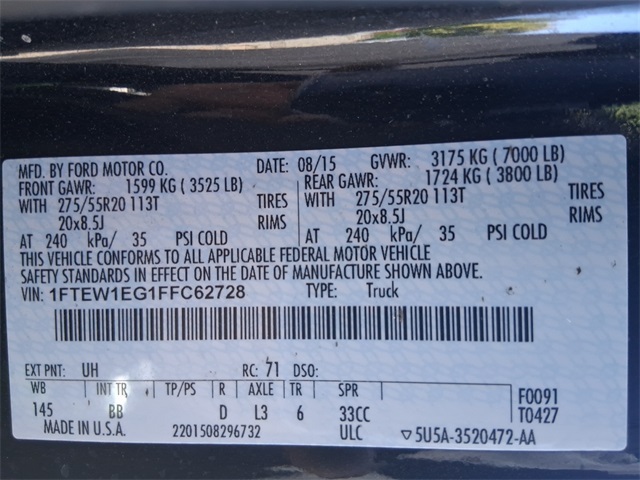 MFD. BY FORD MOTOR CO. DATE: 08/15 GVWR: 3175 KG ( 7000 LB)
FRONT GAWR: 1599 KG ( 3525 LB) REAR GAWR: 1724 KG ( 3800 LB)
WITH 275/55R20 113T TIRES WITH 275/55R20 113T TIRES
20x8.5J RIMS 20x8.5J RIMS
AT 240 kPa/ 35 PSI COLD AT 240 kPa/ 35 PSI COLD
THIS VEHICLE CONFORMS TO ALL APPLICABLE FEDERAL MOTOR VEHICLE
SAFETY STANDARDS IN EFFECT ON THE DATE OF MANUFACTURE SHOWN ABOVE.
VIN: 1FTEW1EG1FFC62728 TYPE: Truck
EXT PNT: UH RC: 71 DSO:
WB INT TR TP/PS R AXLE TR SPR F0091
145 BB D L3 6 33CC T0427
MADE IN U.S.A. 2201508296732 ULC ▽5U5A-3520472-AA